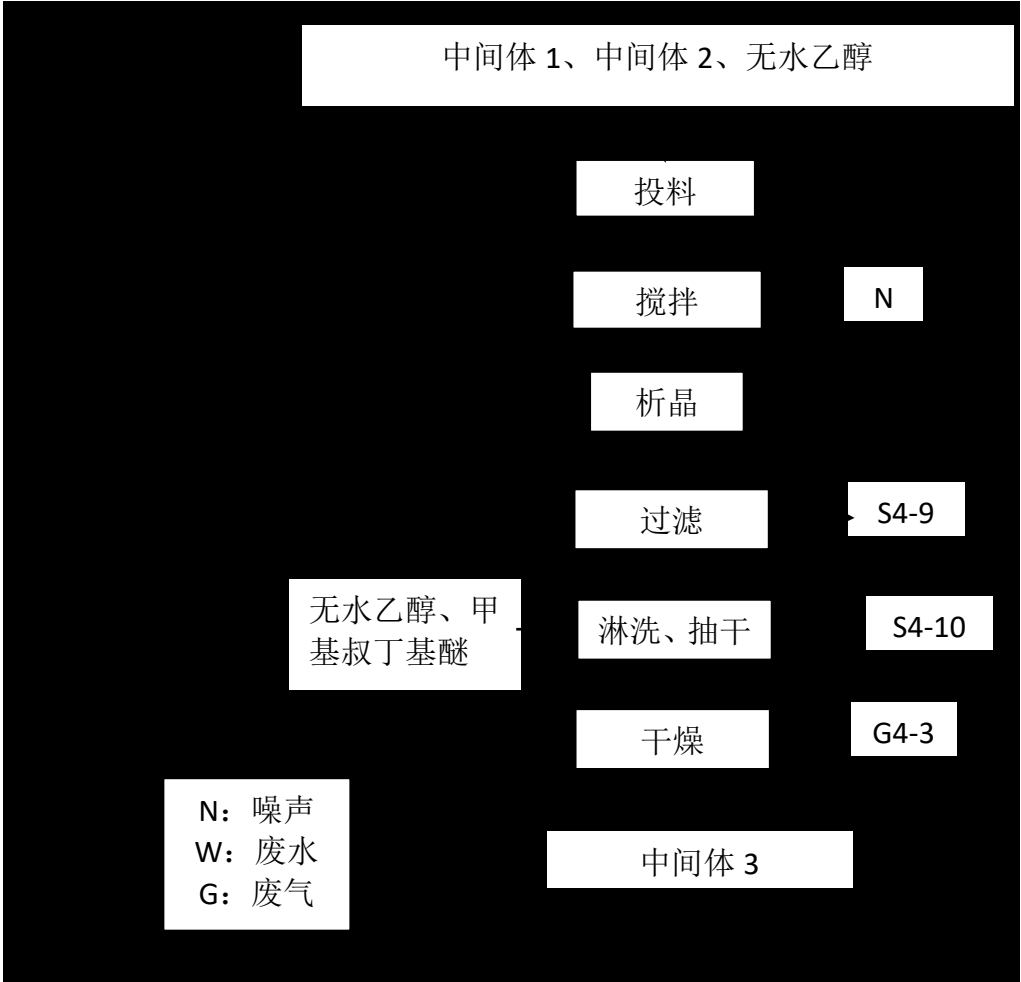 中间体 1、中间体 2、无水乙醇
投料
搅拌
N
析晶
过滤
S4-9
无水乙醇、甲
基叔丁基醚
淋洗、抽干
S4-10
干燥
G4-3
N：噪声
W：废水
G：废气
中间体 3